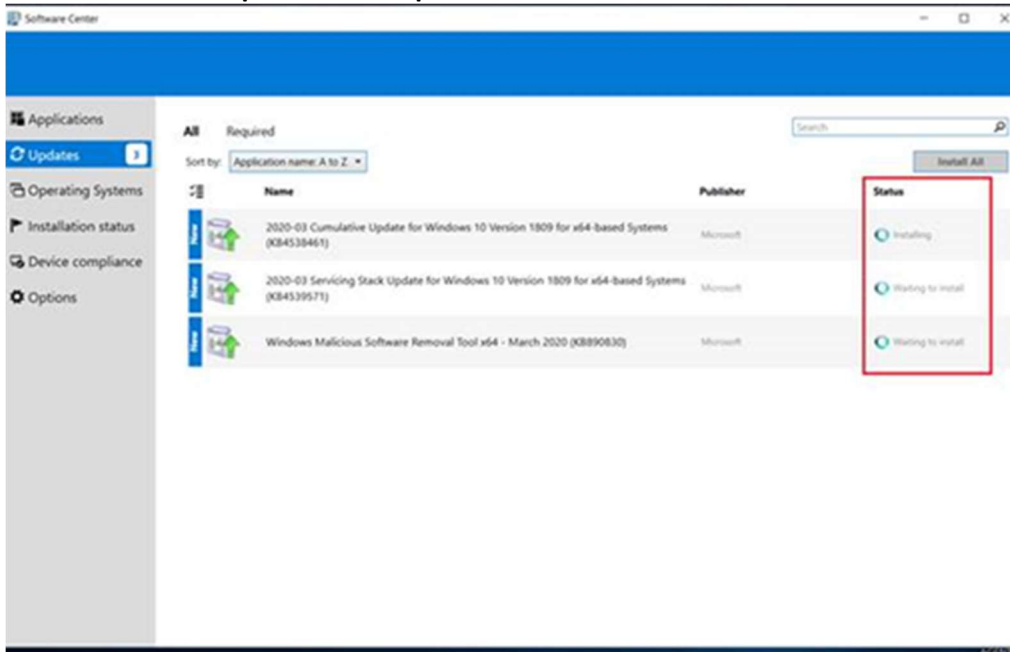 Software Center
Applications
Updates 3
Operating Systems
Installation status
Device compliance
Options
All Required
Search
Sort by: Application name: A to Z
Install All
Name Publisher Status
New
2020-03 Cumulative Update for Windows 10 Version 1809 for x64-based Systems
(KB4538461)
Microsoft
Installing
New
2020-03 Servicing Stack Update for Windows 10 Version 1809 for x64-based Systems
(KB4539571)
Microsoft
Waiting to install
New
Windows Malicious Software Removal Tool x64 - March 2020 (KB890830)
Microsoft
Waiting to install